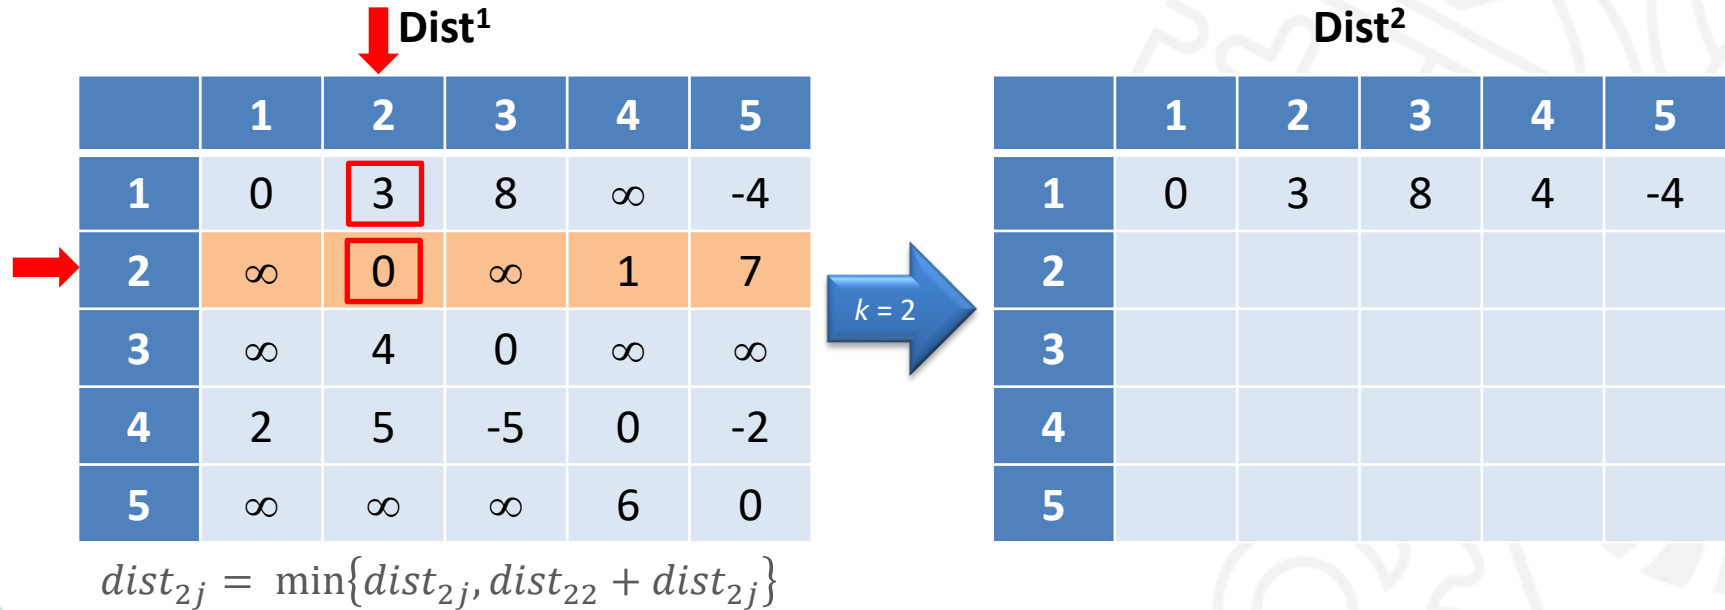 Dist¹ Dist²
1 2 3 4 5 1 2 3 4 5
1 0 3 8 ∞ -4 1 0 3 8 4 -4
2 ∞ 0 ∞ 1 7 2
k = 2
3 ∞ 4 0 ∞ ∞ 3
4 2 5 -5 0 -2 4
5 ∞ ∞ ∞ 6 0 5
dist₂ⱼ = min{dist₂ⱼ, dist₂₂ + dist₂ⱼ}